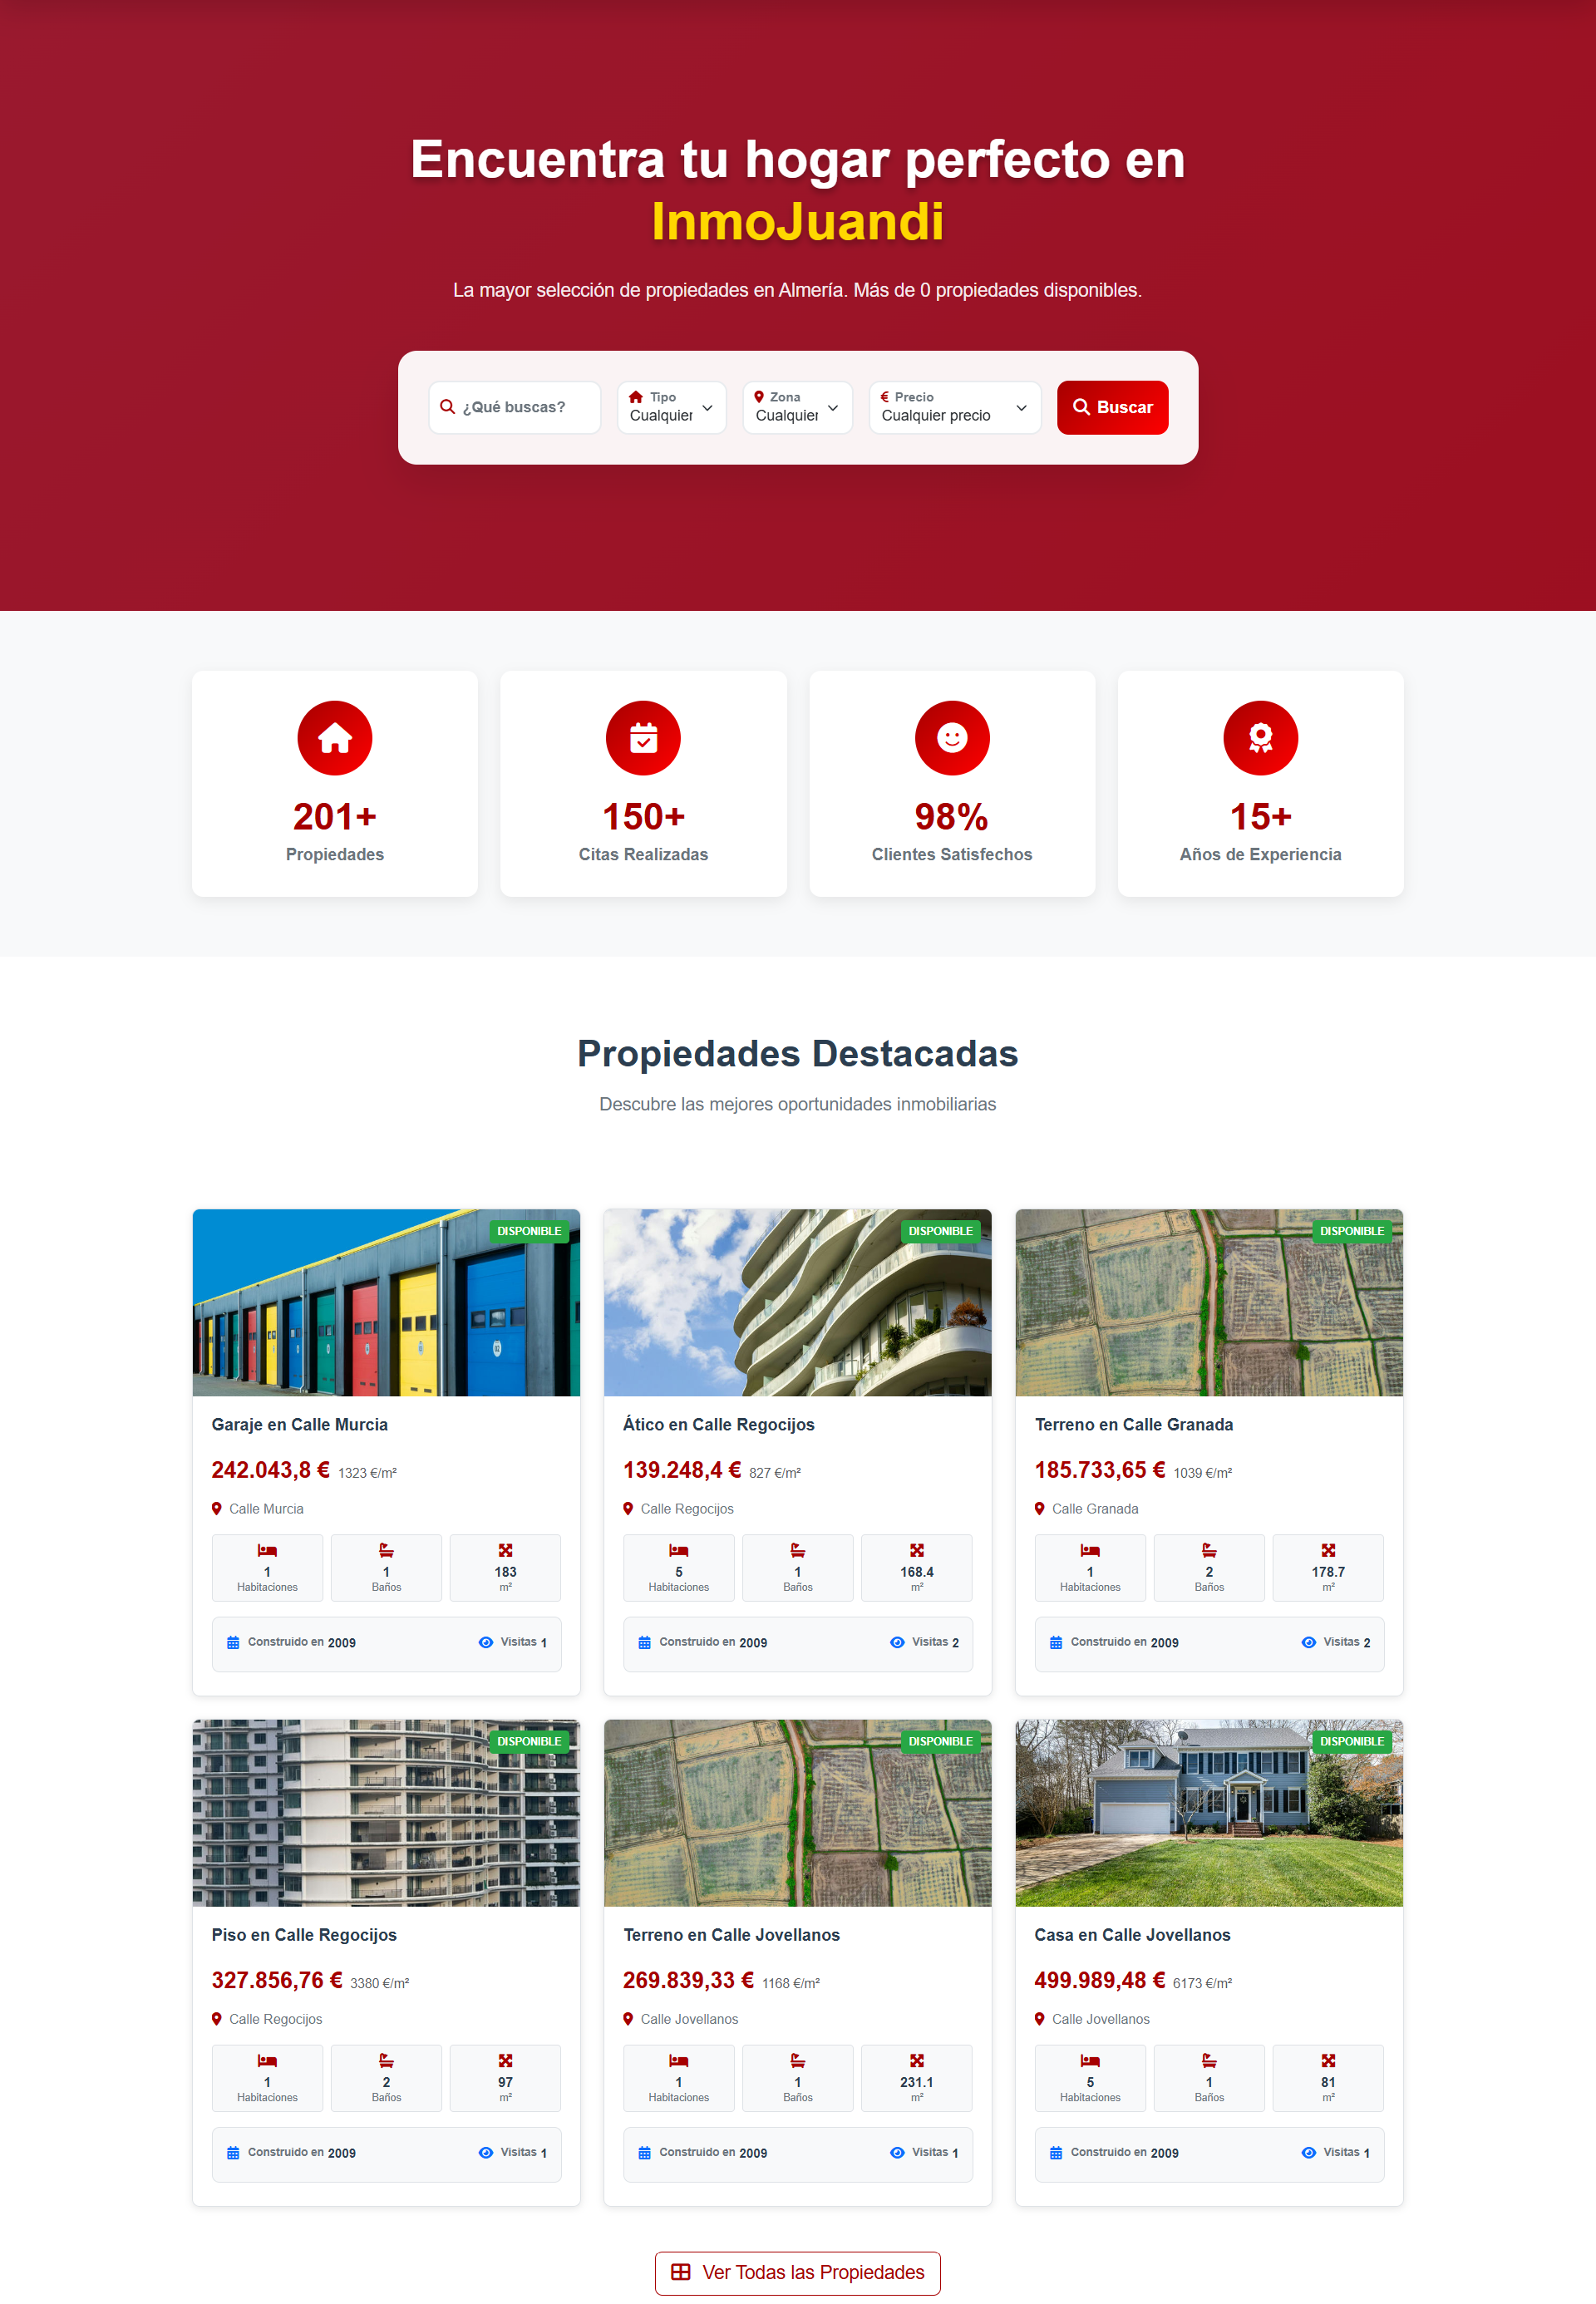 Encuentra tu hogar perfecto en
InmoJuandi
La mayor selección de propiedades en Almería. Más de 0 propiedades disponibles.
¿Qué buscas?
Tipo
Cualquier
Zona
Cualquier
Precio
Cualquier precio
Buscar
201+
Propiedades
150+
Citas Realizadas
98%
Clientes Satisfechos
15+
Años de Experiencia
Propiedades Destacadas
Descubre las mejores oportunidades inmobiliarias
DISPONIBLE
Garaje en Calle Murcia
242.043,8 € 1323 €/m²
Calle Murcia
1
Habitaciones
1
Baños
183
m²
Construido en 2009
Visitas 1
DISPONIBLE
Ático en Calle Regocijos
139.248,4 € 827 €/m²
Calle Regocijos
5
Habitaciones
1
Baños
168.4
m²
Construido en 2009
Visitas 2
DISPONIBLE
Terreno en Calle Granada
185.733,65 € 1039 €/m²
Calle Granada
1
Habitaciones
2
Baños
178.7
m²
Construido en 2009
Visitas 2
DISPONIBLE
Piso en Calle Regocijos
327.856,76 € 3380 €/m²
Calle Regocijos
1
Habitaciones
2
Baños
97
m²
Construido en 2009
Visitas 1
DISPONIBLE
Terreno en Calle Jovellanos
269.839,33 € 1168 €/m²
Calle Jovellanos
1
Habitaciones
1
Baños
231.1
m²
Construido en 2009
Visitas 1
DISPONIBLE
Casa en Calle Jovellanos
499.989,48 € 6173 €/m²
Calle Jovellanos
5
Habitaciones
1
Baños
81
m²
Construido en 2009
Visitas 1
Ver Todas las Propiedades